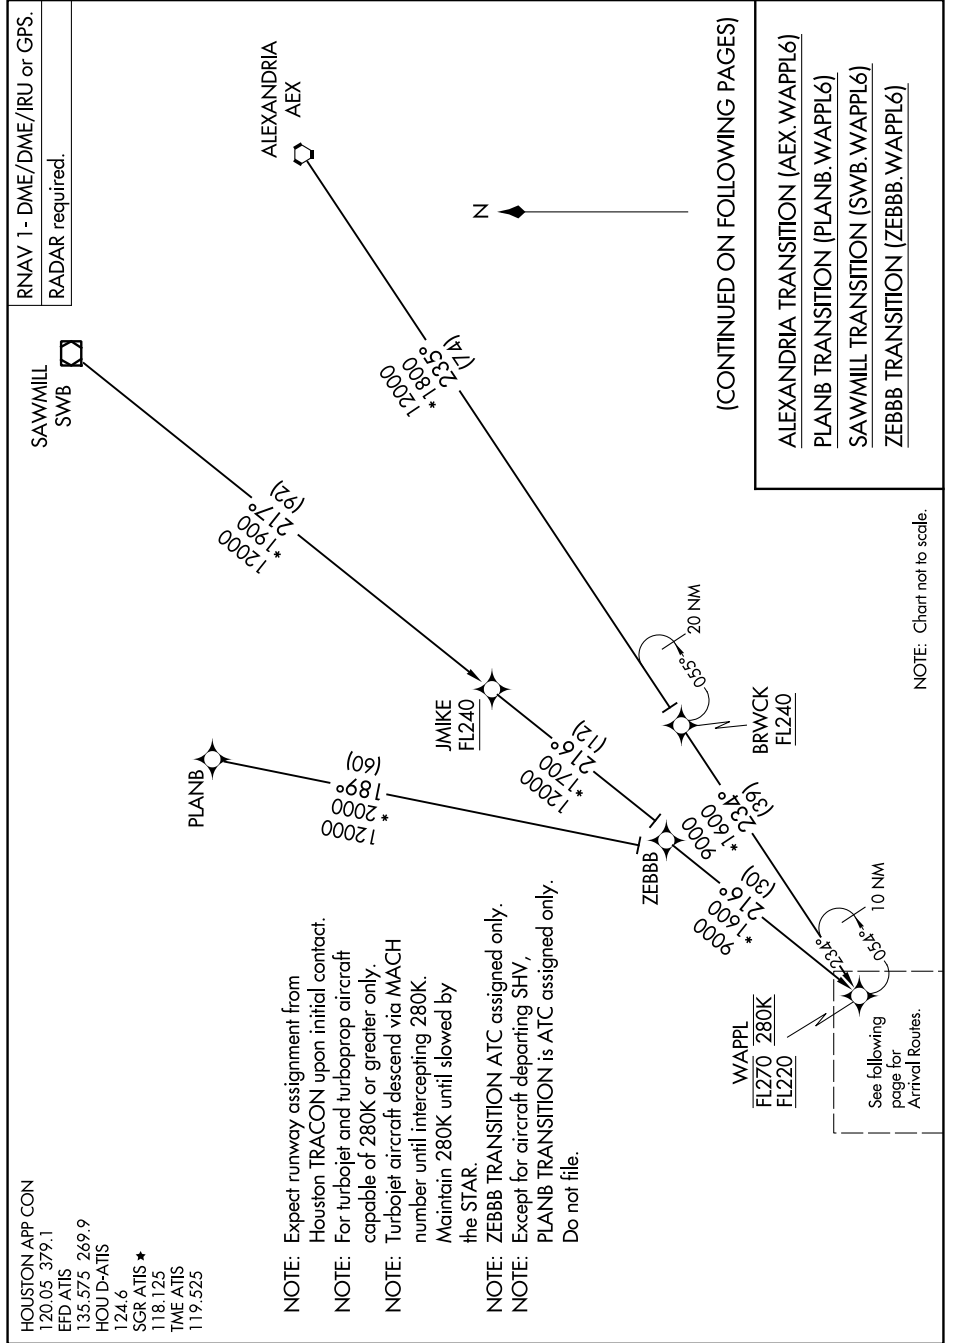 HOUSTON APP CON
120.05 379.1
EFD ATIS
135.575 269.9
HOU D-ATIS
124.6
SGR ATIS ★
118.125
TME ATIS
119.525
RNAV 1 - DME/DME/IRU or GPS.
RADAR required.
SAWMILL
SWB
ALEXANDRIA
AEX
PLANB
12000
*2000
189°
(60)
12000
*1900
217°
(92)
12000
*1800
235°
(74)
N
JMIKE
FL240
12000
*1700
216°
(12)
ZEBBB
9000
*1600
216°
(30)
9000
*1600
234°
(39)
BRWCK
FL240
055°
20 NM
WAPPL
FL270 280K
FL220
234°
054°
10 NM
See following
page for
Arrival Routes.
NOTE: Expect runway assignment from
Houston TRACON upon initial contact.
NOTE: For turbojet and turboprop aircraft
capable of 280K or greater only.
NOTE: Turbojet aircraft descend via MACH
number until intercepting 280K.
Maintain 280K until slowed by
the STAR.
NOTE: ZEBBB TRANSITION ATC assigned only.
NOTE: Except for aircraft departing SHV,
PLANB TRANSITION is ATC assigned only.
Do not file.
NOTE: Chart not to scale.
(CONTINUED ON FOLLOWING PAGES)
ALEXANDRIA TRANSITION (AEX.WAPPL6)
PLANB TRANSITION (PLANB.WAPPL6)
SAWMILL TRANSITION (SWB.WAPPL6)
ZEBBB TRANSITION (ZEBBB.WAPPL6)